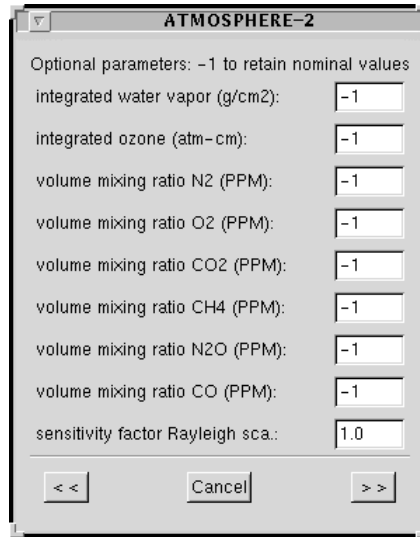 ATMOSPHERE-2
Optional parameters: -1 to retain nominal values
integrated water vapor (g/cm2): -1
integrated ozone (atm-cm): -1
volume mixing ratio N2 (PPM): -1
volume mixing ratio O2 (PPM): -1
volume mixing ratio CO2 (PPM): -1
volume mixing ratio CH4 (PPM): -1
volume mixing ratio N2O (PPM): -1
volume mixing ratio CO (PPM): -1
sensitivity factor Rayleigh sca.: 1.0
<< Cancel >>